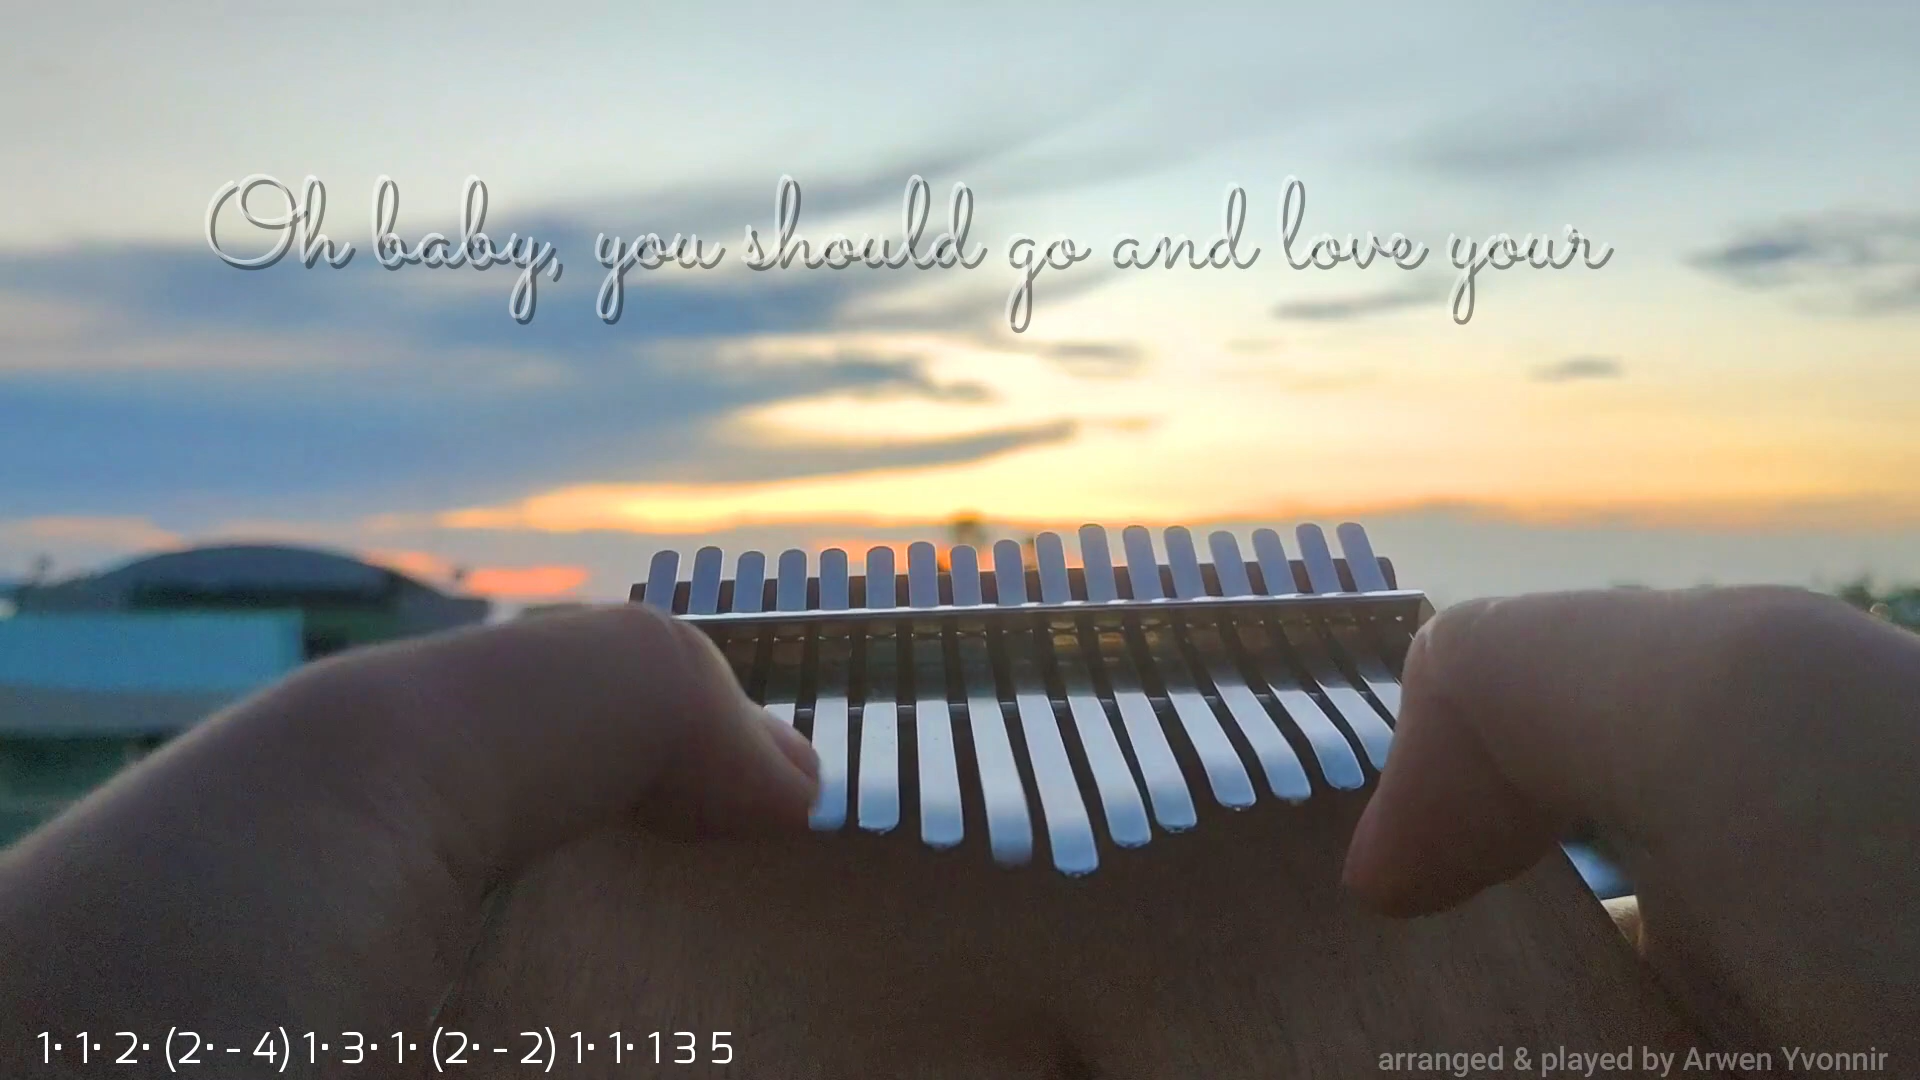 Oh baby, you should go and love your
1· 1· 2· (2· - 4) 1· 3· 1· (2· - 2) 1· 1· 1 3 5
arranged & played by Arwen Yvonnir